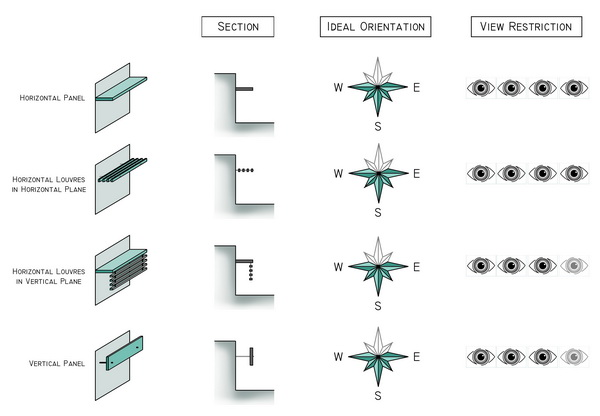 SECTION
IDEAL ORIENTATION
VIEW RESTRICTION
HORIZONTAL PANEL
W E
S
HORIZONTAL LOUVRES
IN HORIZONTAL PLANE
W E
S
HORIZONTAL LOUVRES
IN VERTICAL PLANE
W E
S
VERTICAL PANEL
W E
S